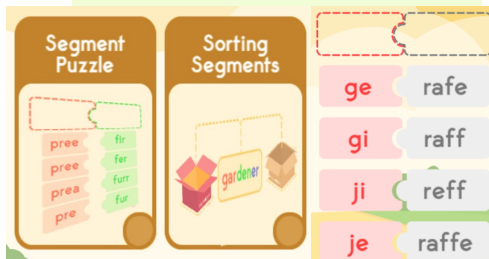 Segment
Puzzle
pree
fir
pree
fer
prea
furr
pre
fur
Sorting
Segments
gardener
ge rafe
gi raff
ji reff
je raffe